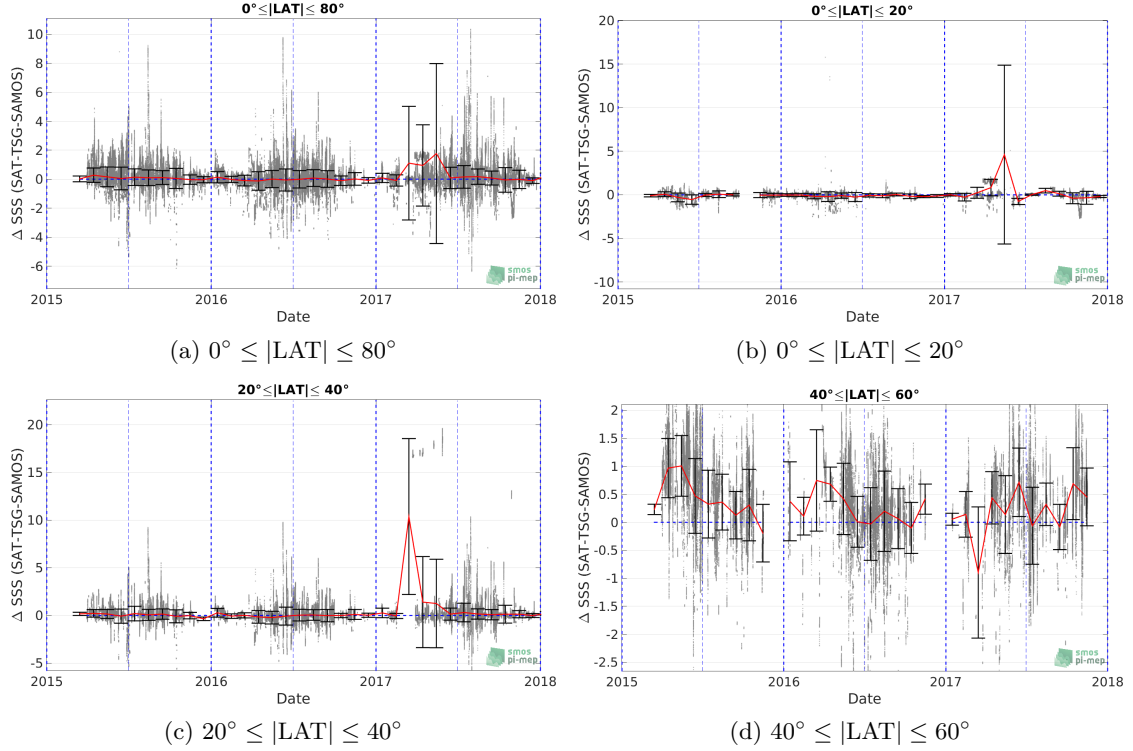 0°≤|LAT|≤ 80°
Δ SSS (SAT-TSG-SAMOS)
10
8
6
4
2
0
-2
-4
-6
2015
2016
2017
2018
Date
smos
pi-mep
(a) 0° ≤ |LAT| ≤ 80°
0°≤|LAT|≤ 20°
Δ SSS (SAT-TSG-SAMOS)
20
15
10
5
0
-5
-10
2015
2016
2017
2018
Date
smos
pi-mep
(b) 0° ≤ |LAT| ≤ 20°
20°≤|LAT|≤ 40°
Δ SSS (SAT-TSG-SAMOS)
20
15
10
5
0
-5
2015
2016
2017
2018
Date
smos
pi-mep
(c) 20° ≤ |LAT| ≤ 40°
40°≤|LAT|≤ 60°
Δ SSS (SAT-TSG-SAMOS)
2
1.5
1
0.5
0
-0.5
-1
-1.5
-2
-2.5
2015
2016
2017
2018
Date
smos
pi-mep
(d) 40° ≤ |LAT| ≤ 60°